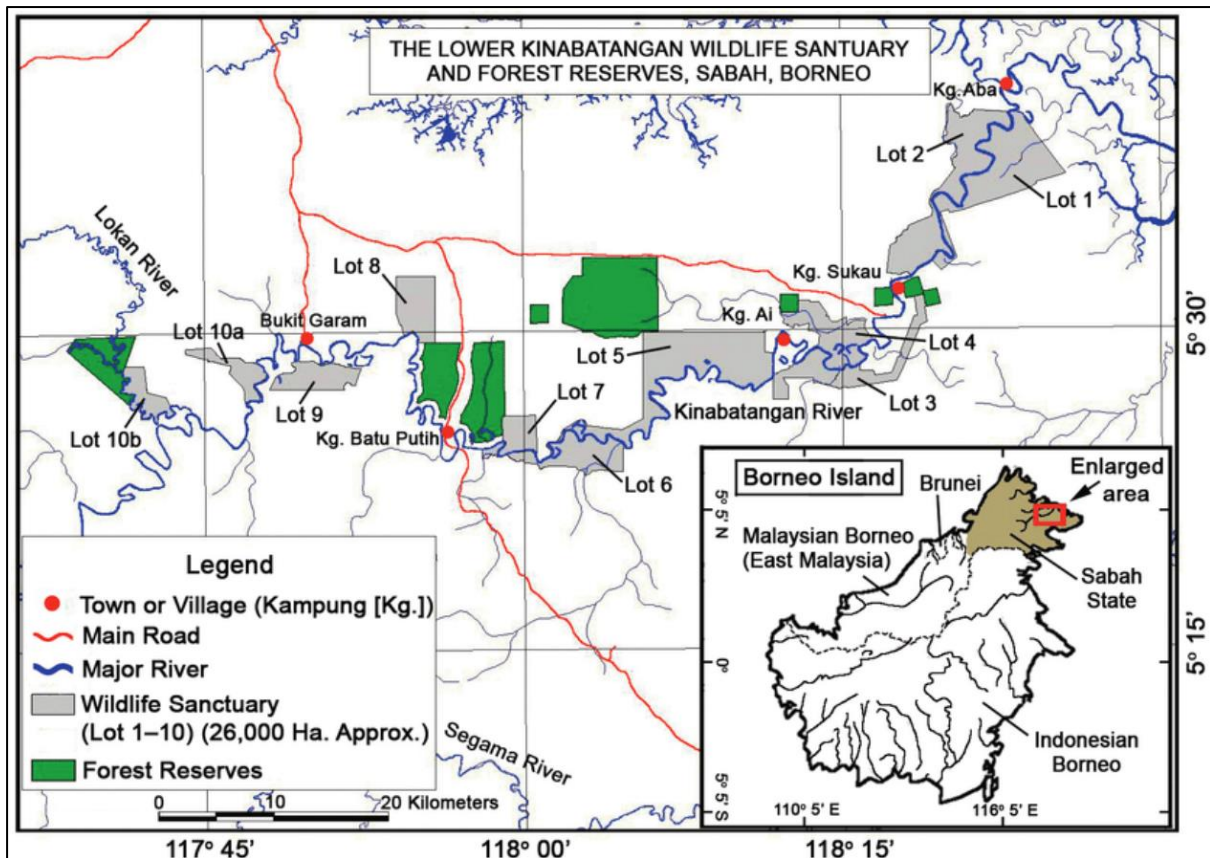 THE LOWER KINABATANGAN WILDLIFE SANTUARY
AND FOREST RESERVES, SABAH, BORNEO
Kg. Aba
Lot 2
Lot 1
Lokan River
Lot 8
Kg. Sukau
Bukit Garam
Kg. Ai
5° 30'
Lot 10a
Lot 5
Lot 4
Lot 9
Lot 7
Lot 3
Lot 10b
Kinabatangan River
Kg. Batu Putih
Lot 6
Legend
Town or Village (Kampung [Kg.])
Main Road
Major River
Wildlife Sanctuary
(Lot 1–10) (26,000 Ha. Approx.)
Forest Reserves
0 10 20 Kilometers
Segama River
Borneo Island
Brunei
Enlarged
area
5° 5' N
Malaysian Borneo
(East Malaysia)
Sabah
State
0°
Indonesian
Borneo
5° 5' S
110° 5' E
116° 5' E
5° 15'
117° 45'
118° 00'
118° 15'